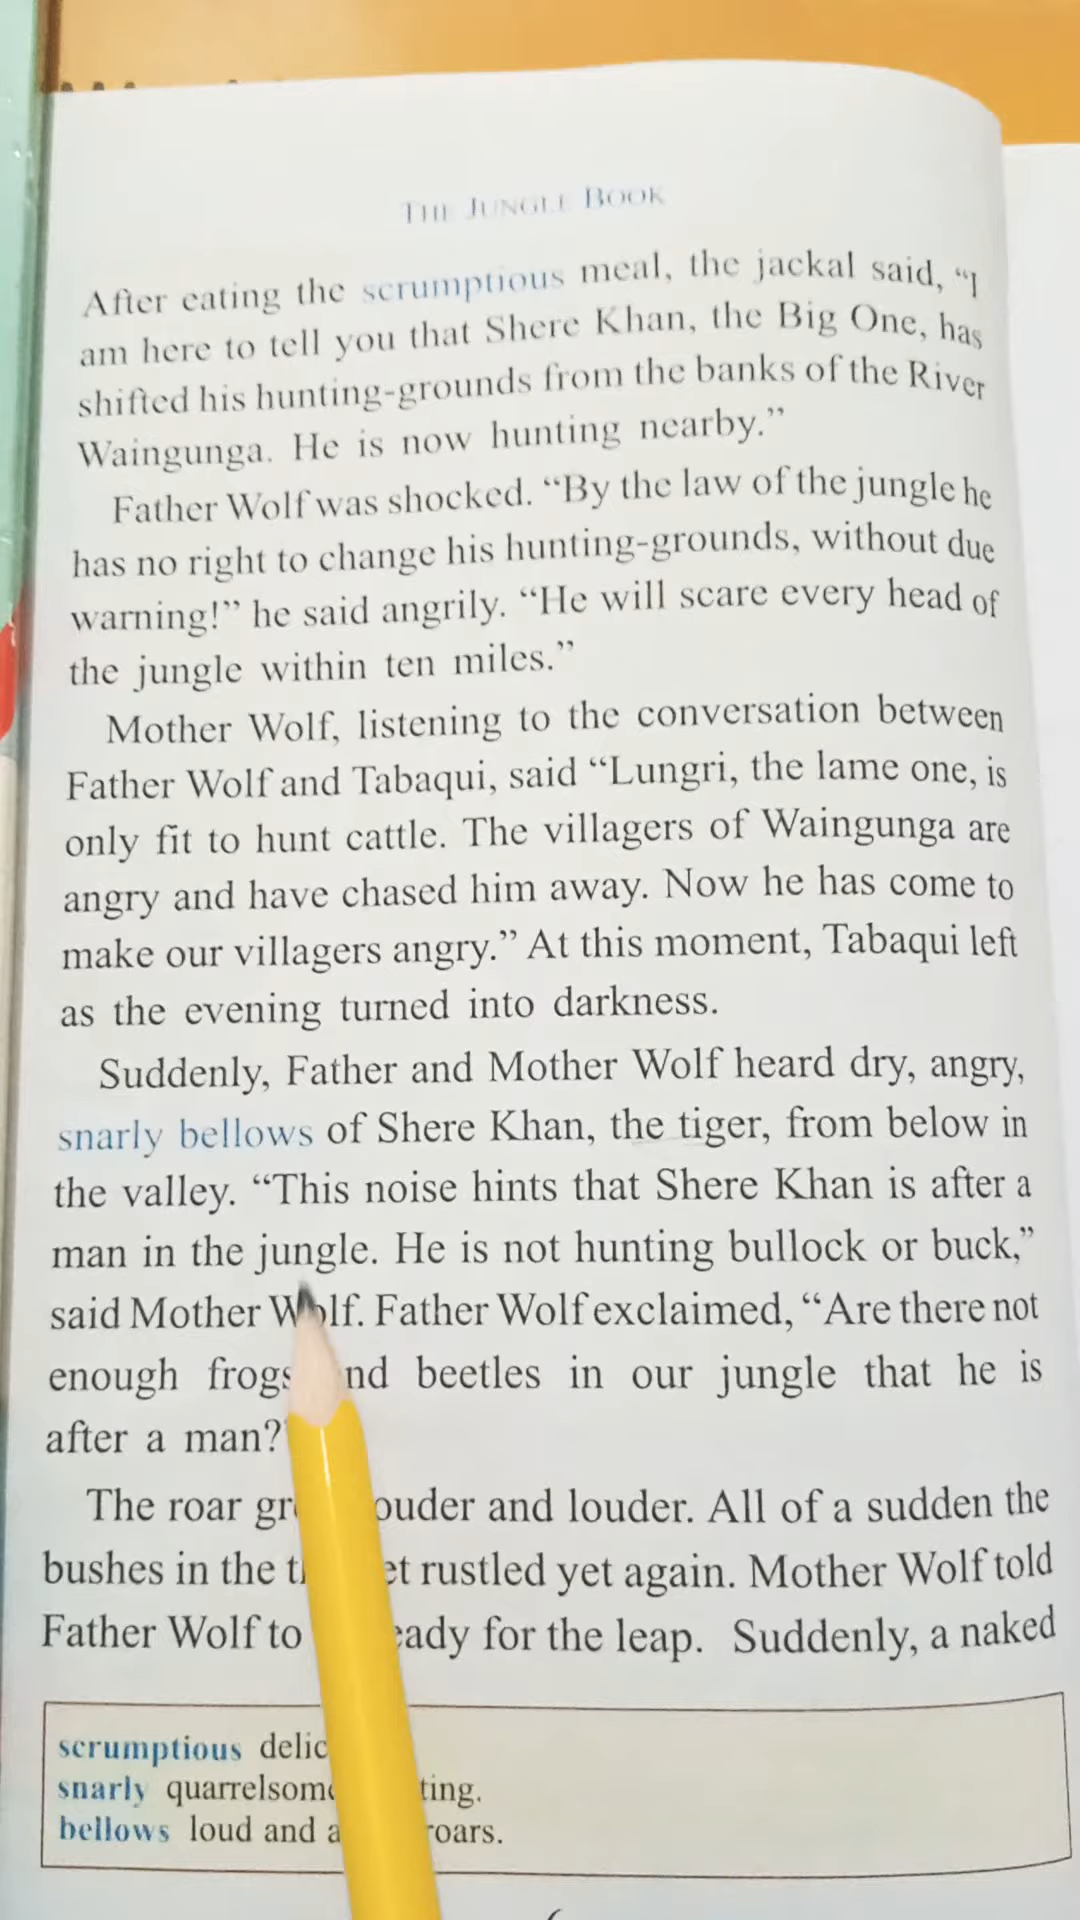 THE JUNGLE BOOK
After eating the scrumptious meal, the jackal said, “I
am here to tell you that Shere Khan, the Big One, has
shifted his hunting-grounds from the banks of the River
Waingunga. He is now hunting nearby.”
Father Wolf was shocked. “By the law of the jungle he
has no right to change his hunting-grounds, without due
warning!” he said angrily. “He will scare every head of
the jungle within ten miles.”
Mother Wolf, listening to the conversation between
Father Wolf and Tabaqui, said “Lungri, the lame one, is
only fit to hunt cattle. The villagers of Waingunga are
angry and have chased him away. Now he has come to
make our villagers angry.” At this moment, Tabaqui left
as the evening turned into darkness.
Suddenly, Father and Mother Wolf heard dry, angry,
snarly bellows of Shere Khan, the tiger, from below in
the valley. “This noise hints that Shere Khan is after a
man in the jungle. He is not hunting bullock or buck,”
said Mother Wolf. Father Wolf exclaimed, “Are there not
enough frogs and beetles in our jungle that he is
after a man?
The roar louder and louder. All of a sudden the
bushes in the rustled yet again. Mother Wolf told
Father Wolf to ready for the leap. Suddenly, a naked
scrumptious
snarly
bellows loud and roars.